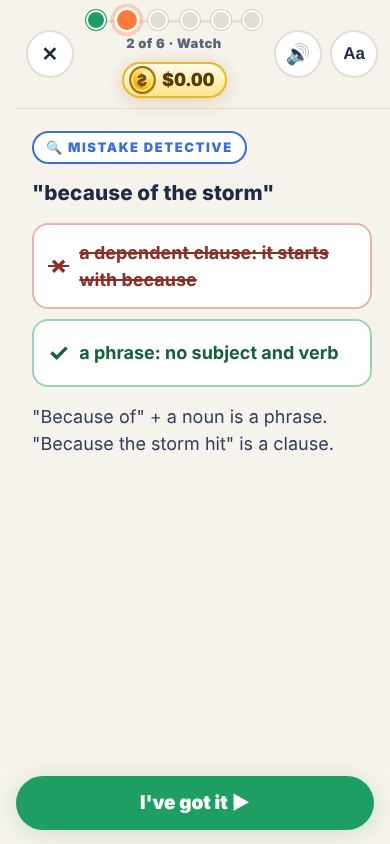 2 of 6 · Watch
$0.00
Aa
MISTAKE DETECTIVE
"because of the storm"
a dependent clause: it starts
with because
a phrase: no subject and verb
"Because of" + a noun is a phrase.
"Because the storm hit" is a clause.
I've got it